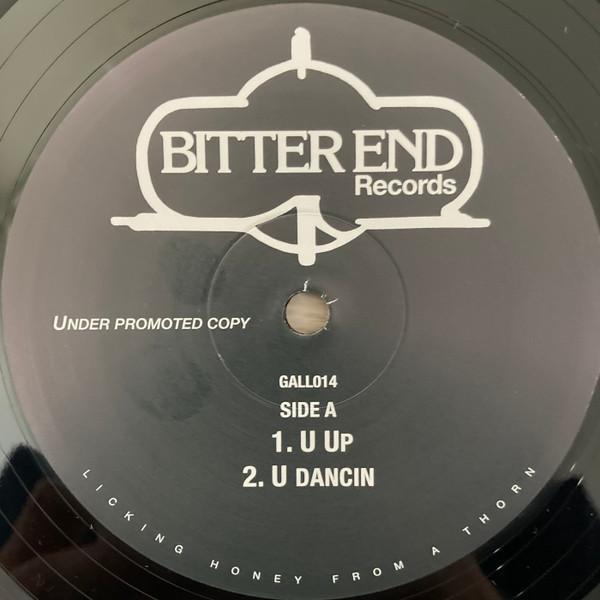 BITTER END
Records
UNDER PROMOTED COPY
GALL014
SIDE A
1. U UP
2. U DANCIN
LICKING HONEY FROM A THORN